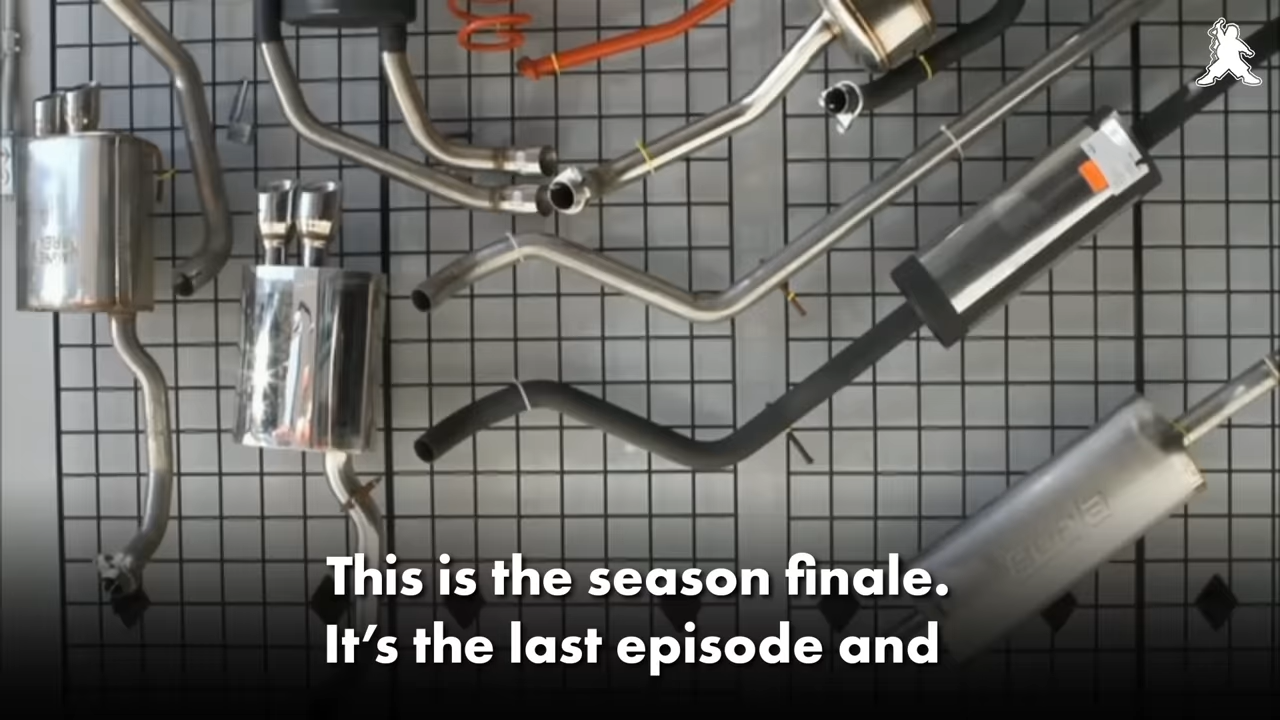 This is the season finale.
It’s the last episode and